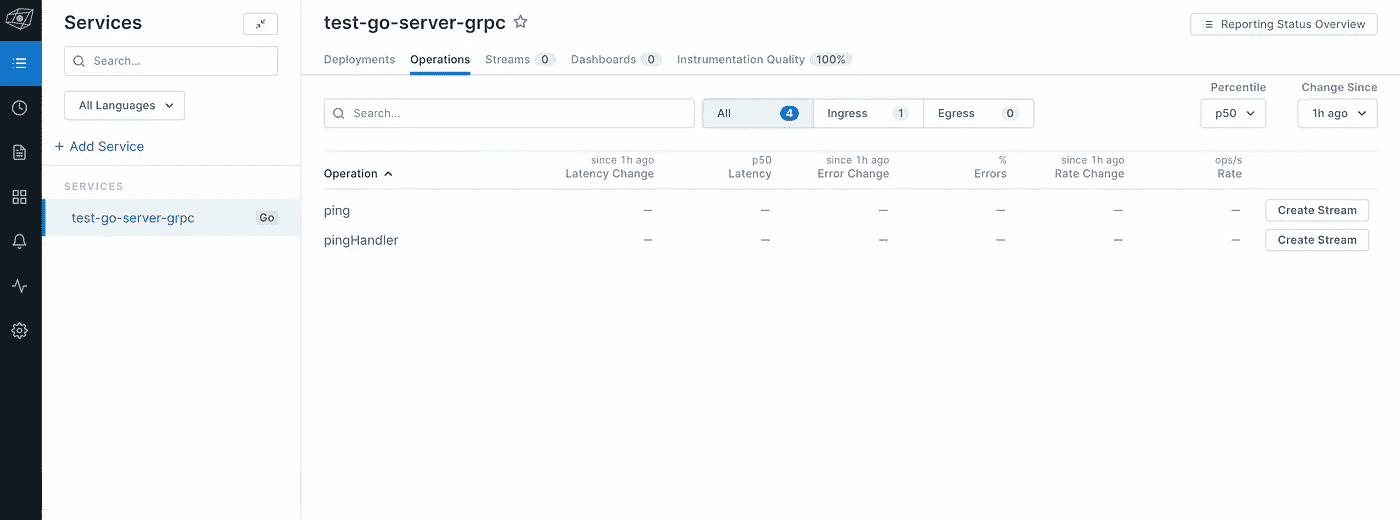 Services
Search...
All Languages
+ Add Service
SERVICES
test-go-server-grpc Go
test-go-server-grpc
Reporting Status Overview
Deployments Operations Streams 0 Dashboards 0 Instrumentation Quality 100%
Percentile Change Since
Search... All 4 Ingress 1 Egress 0 p50 1h ago
since 1h ago p50 since 1h ago % since 1h ago ops/s
Operation Latency Change Latency Error Change Errors Rate Change Rate
ping — — — — — — Create Stream
pingHandler — — — — — — Create Stream